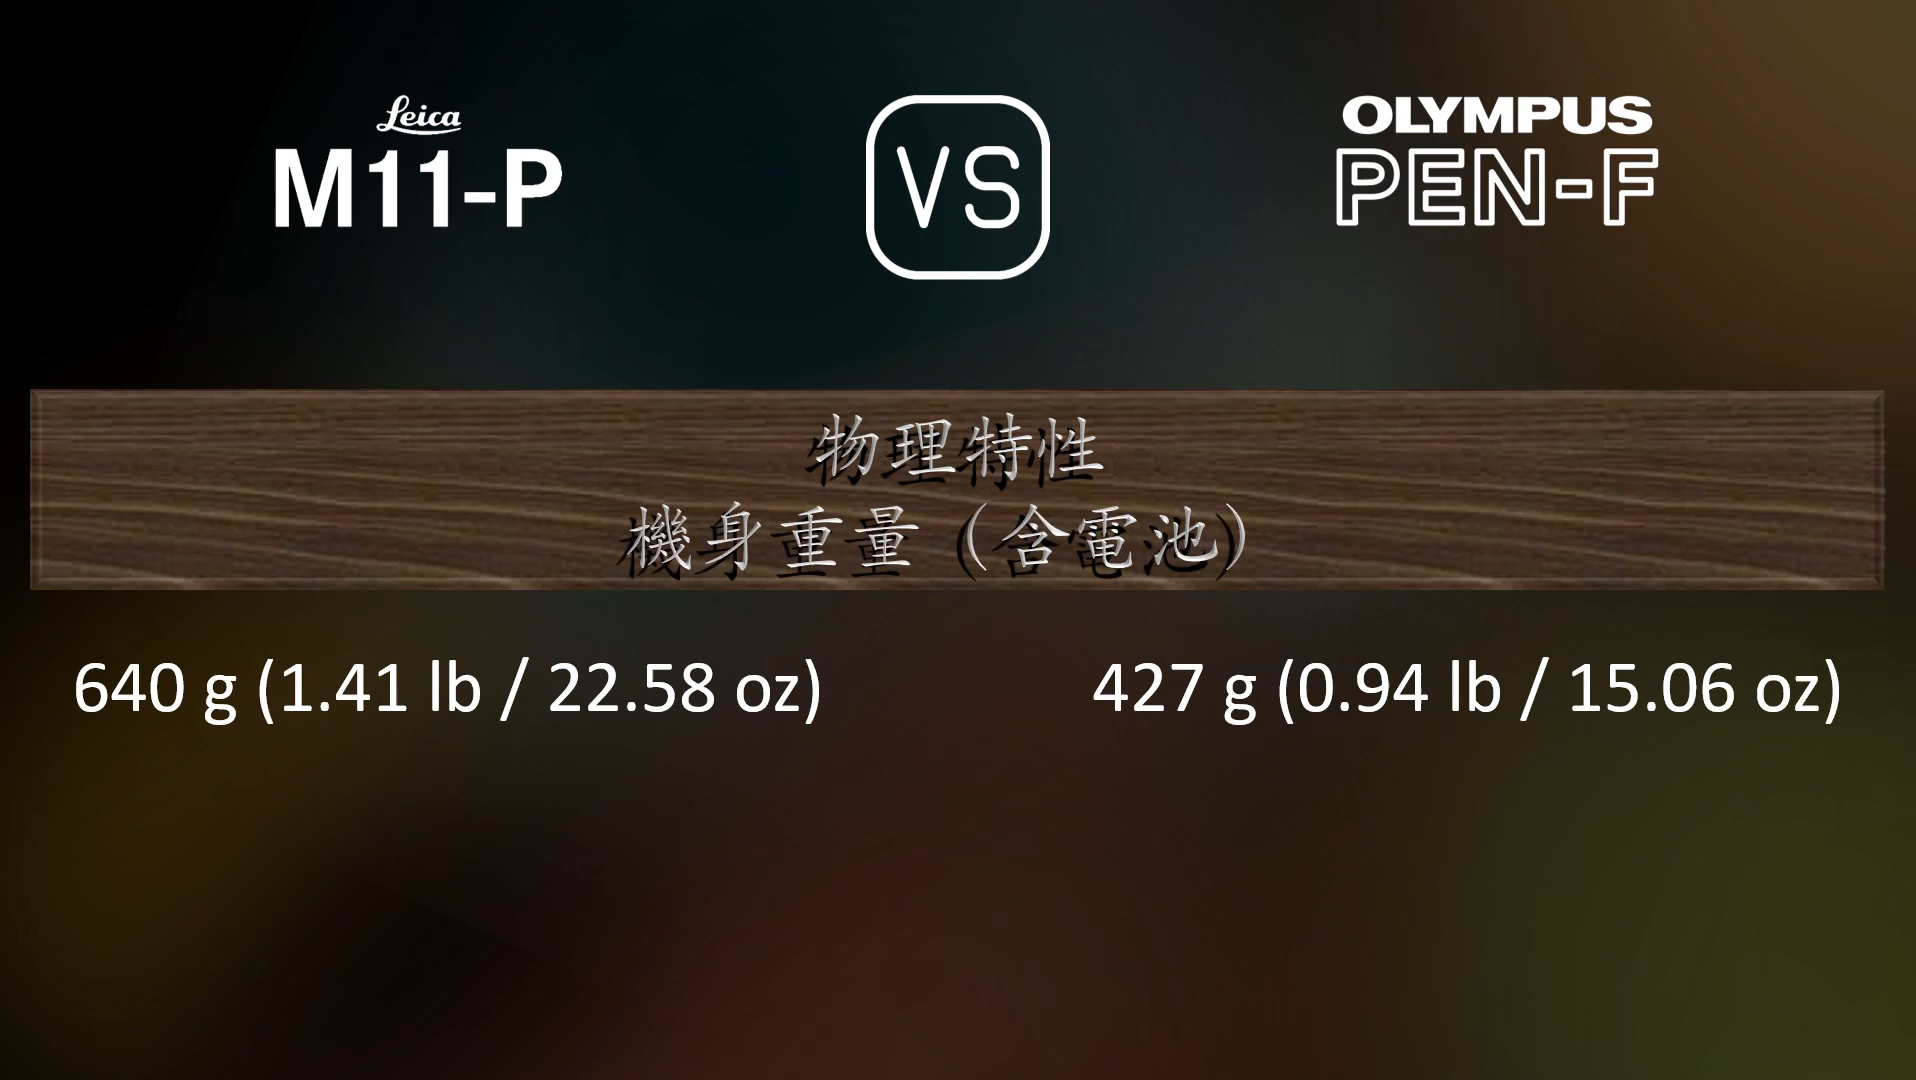 Leica
M11-P
VS
OLYMPUS
PEN-F
物理特性
機身重量（含電池）
640 g (1.41 lb / 22.58 oz)
427 g (0.94 lb / 15.06 oz)